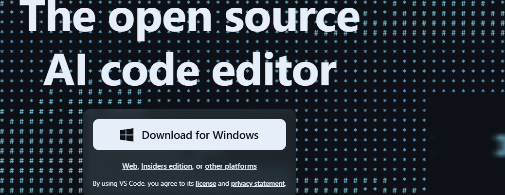 The open source
AI code editor
Download for Windows
Web, Insiders edition, or other platforms
By using VS Code, you agree to its license and privacy statement.